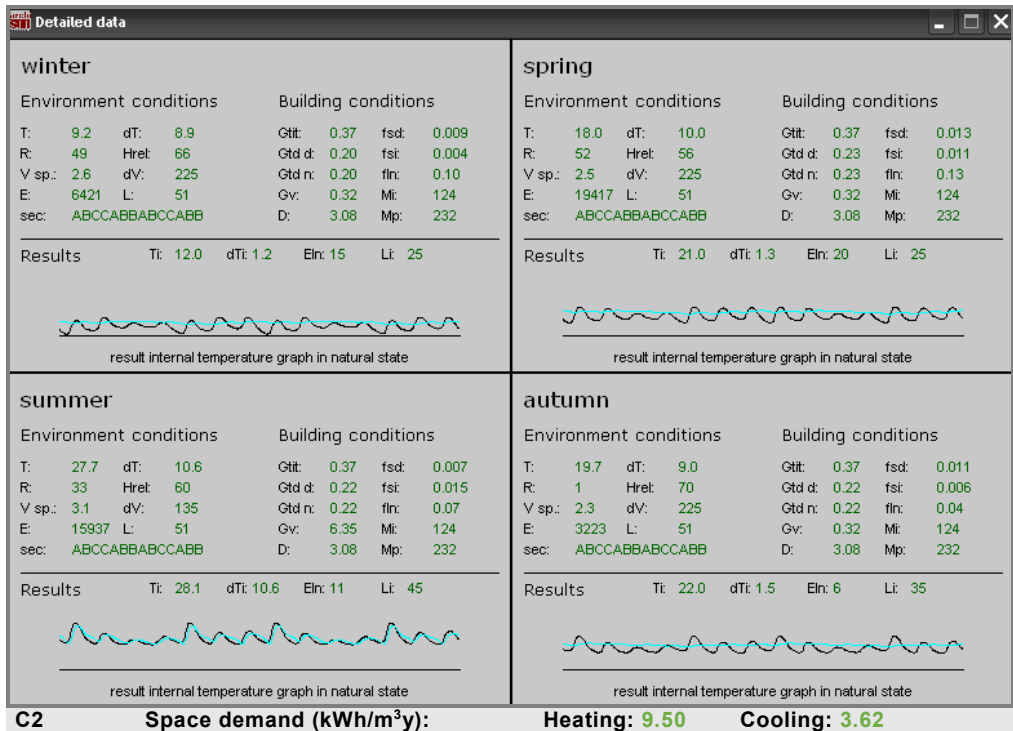 Detailed data
winter
Environment conditions Building conditions
T: 9.2 dT: 8.9 Gtit: 0.37 fsd: 0.009
R: 49 Hrel: 66 Gtd d: 0.20 fsi: 0.004
V sp.: 2.6 dV: 225 Gtd n: 0.20 fln: 0.10
E: 6421 L: 51 Gv: 0.32 Mi: 124
sec: ABCCABBABCCABB D: 3.08 Mp: 232
Results Ti: 12.0 dTi: 1.2 Eln: 15 Li: 25
result internal temperature graph in natural state
spring
Environment conditions Building conditions
T: 18.0 dT: 10.0 Gtit: 0.37 fsd: 0.013
R: 52 Hrel: 56 Gtd d: 0.23 fsi: 0.011
V sp.: 2.5 dV: 225 Gtd n: 0.23 fln: 0.13
E: 19417 L: 51 Gv: 0.32 Mi: 124
sec: ABCCABBABCCABB D: 3.08 Mp: 232
Results Ti: 21.0 dTi: 1.3 Eln: 20 Li: 25
result internal temperature graph in natural state
summer
Environment conditions Building conditions
T: 27.7 dT: 10.6 Gtit: 0.37 fsd: 0.007
R: 33 Hrel: 60 Gtd d: 0.22 fsi: 0.015
V sp.: 3.1 dV: 135 Gtd n: 0.22 fln: 0.07
E: 15937 L: 51 Gv: 6.35 Mi: 124
sec: ABCCABBABCCABB D: 3.08 Mp: 232
Results Ti: 28.1 dTi: 10.6 Eln: 11 Li: 45
result internal temperature graph in natural state
autumn
Environment conditions Building conditions
T: 19.7 dT: 9.0 Gtit: 0.37 fsd: 0.011
R: 1 Hrel: 70 Gtd d: 0.22 fsi: 0.006
V sp.: 2.3 dV: 225 Gtd n: 0.22 fln: 0.04
E: 3223 L: 51 Gv: 0.32 Mi: 124
sec: ABCCABBABCCABB D: 3.08 Mp: 232
Results Ti: 22.0 dTi: 1.5 Eln: 6 Li: 35
result internal temperature graph in natural state
C2 Space demand (kWh/m³y): Heating: 9.50 Cooling: 3.62